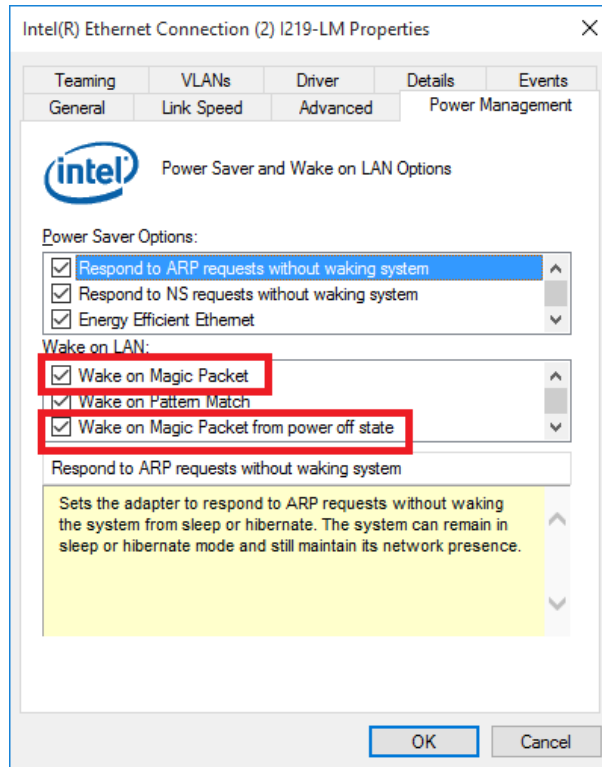 Intel(R) Ethernet Connection (2) I219-LM Properties
Teaming VLANs Driver Details Events
General Link Speed Advanced Power Management
intel Power Saver and Wake on LAN Options
Power Saver Options:
Respond to ARP requests without waking system
Respond to NS requests without waking system
Energy Efficient Ethernet
Wake on LAN:
Wake on Magic Packet
Wake on Pattern Match
Wake on Magic Packet from power off state
Respond to ARP requests without waking system
Sets the adapter to respond to ARP requests without waking
the system from sleep or hibernate. The system can remain in
sleep or hibernate mode and still maintain its network presence.
OK Cancel